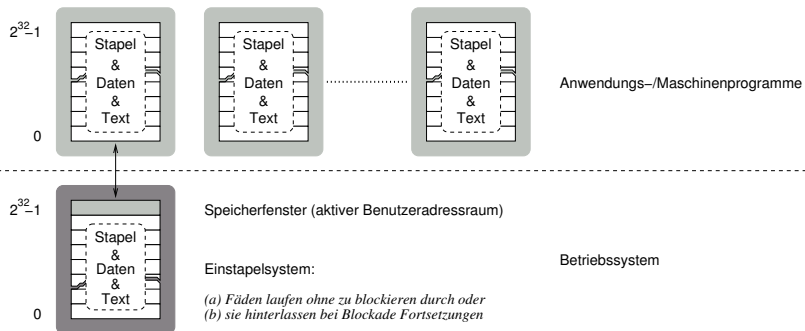 2^32–1
0
Stapel
&
Daten
&
Text
Stapel
&
Daten
&
Text
Stapel
&
Daten
&
Text
Anwendungs–/Maschinenprogramme
2^32–1
0
Stapel
&
Daten
&
Text
Speicherfenster (aktiver Benutzeradressraum)
Einstapelsystem:
(a) Fäden laufen ohne zu blockieren durch oder
(b) sie hinterlassen bei Blockade Fortsetzungen
Betriebssystem